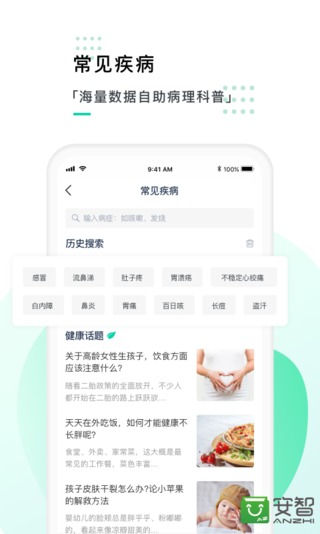 常见疾病
「海量数据自助病理科普」
9:41 AM
100%
常见疾病
输入病症：如咳嗽、发烧
历史搜索
感冒
流鼻涕
肚子疼
胃溃疡
不稳定心绞痛
白内障
鼻炎
胃痛
百日咳
长痘
盗汗
健康话题
关于高龄女性生孩子，饮食方面
应该注意什么?
随着二胎政策的全面放开，不少人
都开始在二胎的路上跃跃欲...
天天在外吃饭，如何才能健康不
长胖呢?
食堂、外卖、家常菜，这大概是最
常见的工作餐，菜色丰富...
孩子皮肤干裂怎么办?论小苹果
的解救方法
婴幼儿的脸颊总是胖乎乎、粉嘟嘟
的，看起来像凉糊甜美的...
安智
ANZHI